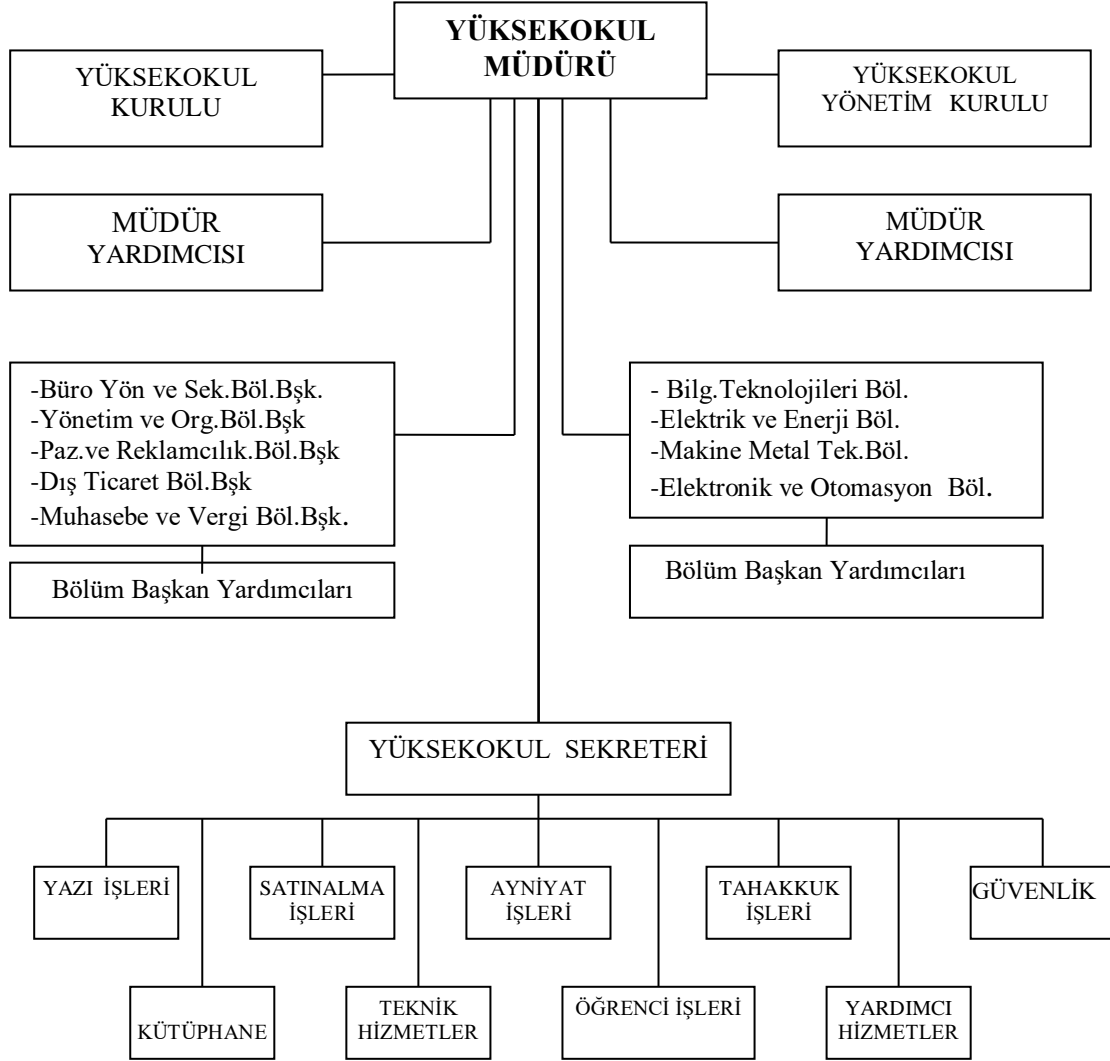 YÜKSEKOKUL
MÜDÜRÜ
YÜKSEKOKUL
KURULU
YÜKSEKOKUL
YÖNETİM KURULU
MÜDÜR
YARDIMCISI
MÜDÜR
YARDIMCISI
-Büro Yön ve Sek.Böl.Bşk.
-Yönetim ve Org.Böl.Bşk
-Paz.ve Reklamcılık.Böl.Bşk
-Dış Ticaret Böl.Bşk
-Muhasebe ve Vergi Böl.Bşk.
- Bilg.Teknolojileri Böl.
-Elektrik ve Enerji Böl.
-Makine Metal Tek.Böl.
-Elektronik ve Otomasyon Böl.
Bölüm Başkan Yardımcıları
Bölüm Başkan Yardımcıları
YÜKSEKOKUL SEKRETERİ
YAZI İŞLERİ
SATINALMA
İŞLERİ
AYNİYAT
İŞLERİ
TAHAKKUK
İŞLERİ
GÜVENLİK
KÜTÜPHANE
TEKNİK
HİZMETLER
ÖĞRENCİ İŞLERİ
YARDIMCI
HİZMETLER